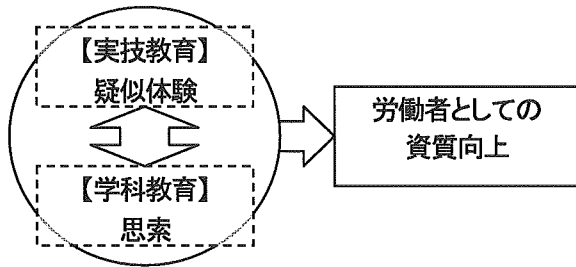 【実技教育】
疑似体験
【学科教育】
思索
労働者としての
資質向上